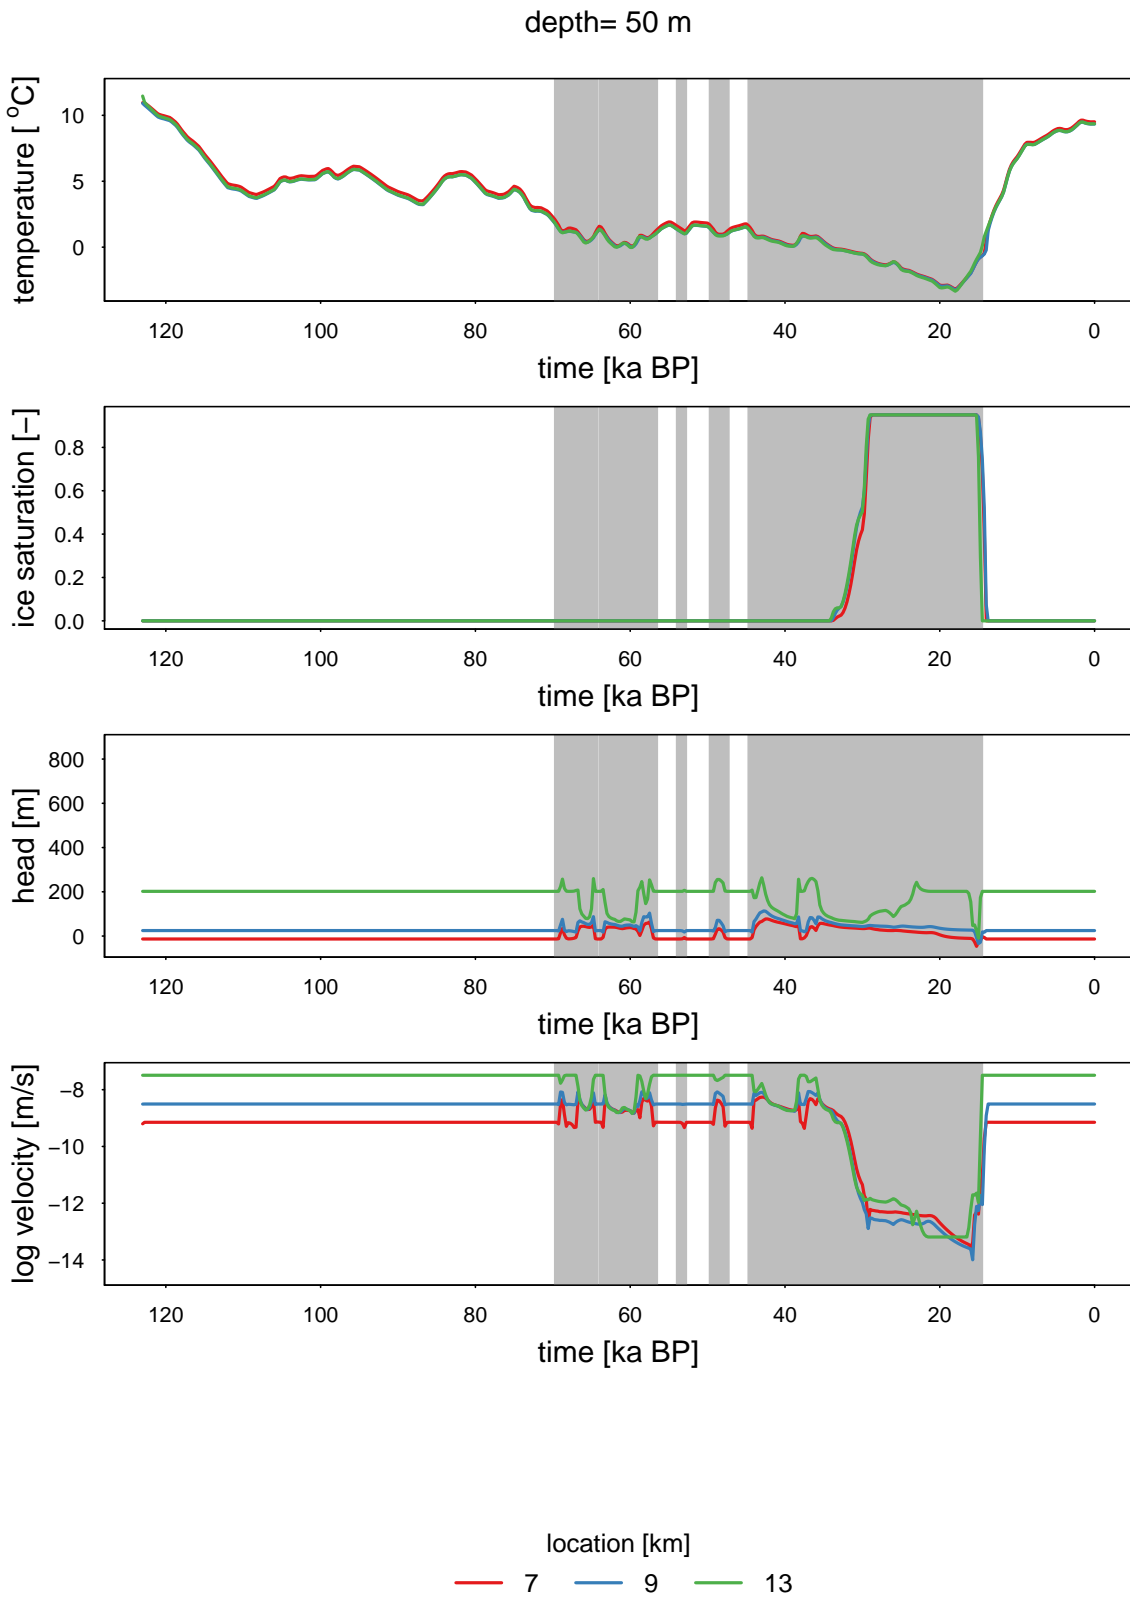 depth= 50 m
temperature [ °C]
10
5
0
120 100 80 60 40 20 0
time [ka BP]
ice saturation [−]
0.8
0.6
0.4
0.2
0.0
120 100 80 60 40 20 0
time [ka BP]
head [m]
800
600
400
200
0
120 100 80 60 40 20 0
time [ka BP]
log velocity [m/s]
−8
−10
−12
−14
120 100 80 60 40 20 0
time [ka BP]
location [km]
7 9 13